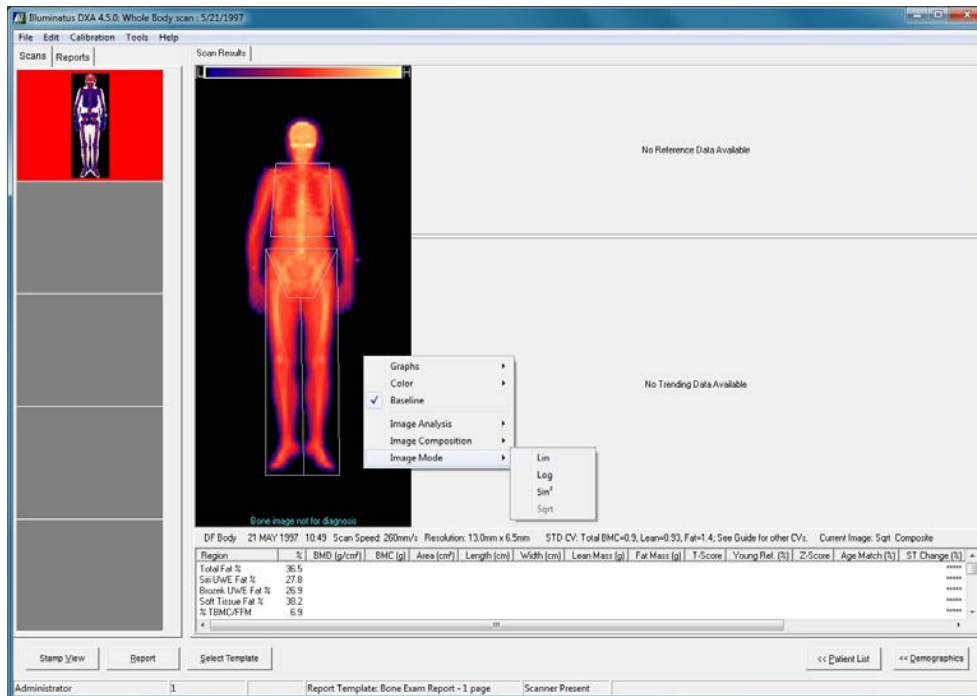 Illuminatus DXA 4.5.0: Whole Body scan : 5/21/1997
File Edit Calibration Tools Help
Scans Reports
Scan Results
L H
No Reference Data Available
No Trending Data Available
Graphs
Color
Baseline
Image Analysis
Image Composition
Image Mode
Lin
Log
Sin²
Sqrt
Bone image not for diagnosis
DF Body 21 MAY 1997 10:49 Scan Speed: 260mm/s Resolution: 13.0mm x 6.5mm STD CV: Total BMC=0.9, Lean=0.93, Fat=1.4; See Guide for other CVs. Current Image: Sqrt Composite
Region % BMD (g/cm²) BMC (g) Area (cm²) Length (cm) Width (cm) Lean Mass (g) Fat Mass (g) T-Score Young Ref. (%) Z-Score Age Match (%) ST Change (%)
Total Fat % 36.5 *****
Siri UWE Fat % 27.8 *****
Brozek UWE Fat % 26.9 *****
Soft Tissue Fat % 38.2 *****
% TBMC/FFM 6.9 *****
Stamp View Report Select Template << Patient List << Demographics
Administrator 1 Report Template: Bone Exam Report - 1 page Scanner Present